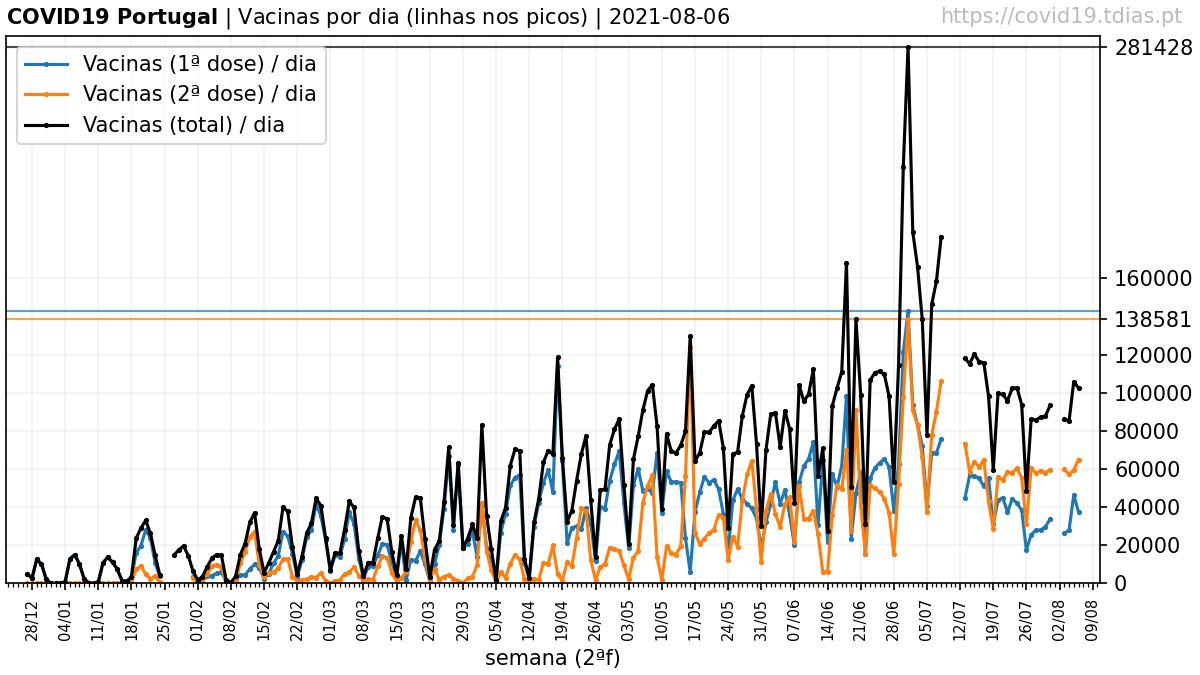 COVID19 Portugal | Vacinas por dia (linhas nos picos) | 2021-08-06
https://covid19.tdias.pt
Vacinas (1ª dose) / dia
Vacinas (2ª dose) / dia
Vacinas (total) / dia
281428
160000
138581
120000
100000
80000
60000
40000
20000
0
28/12 04/01 11/01 18/01 25/01 01/02 08/02 15/02 22/02 01/03 08/03 15/03 22/03 29/03 05/04 12/04 19/04 26/04 03/05 10/05 17/05 24/05 31/05 07/06 14/06 21/06 28/06 05/07 12/07 19/07 26/07 02/08 09/08
semana (2ªf)